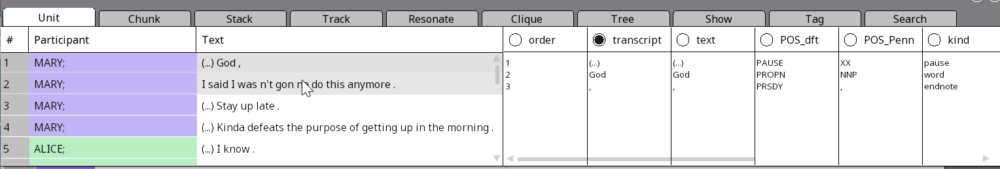 Unit Chunk Stack Track Resonate Clique Tree Show Tag Search
# Participant Text order transcript text POS_dft POS_Penn kind
1 MARY; (...) God ,
2 MARY; I said I was n't gon na do this anymore .
3 MARY; (...) Stay up late .
4 MARY; (...) Kinda defeats the purpose of getting up in the morning .
5 ALICE; (...) I know .
1 (...) (...) PAUSE XX pause
2 God God PROPN NNP word
3 , , PRSDY , endnote